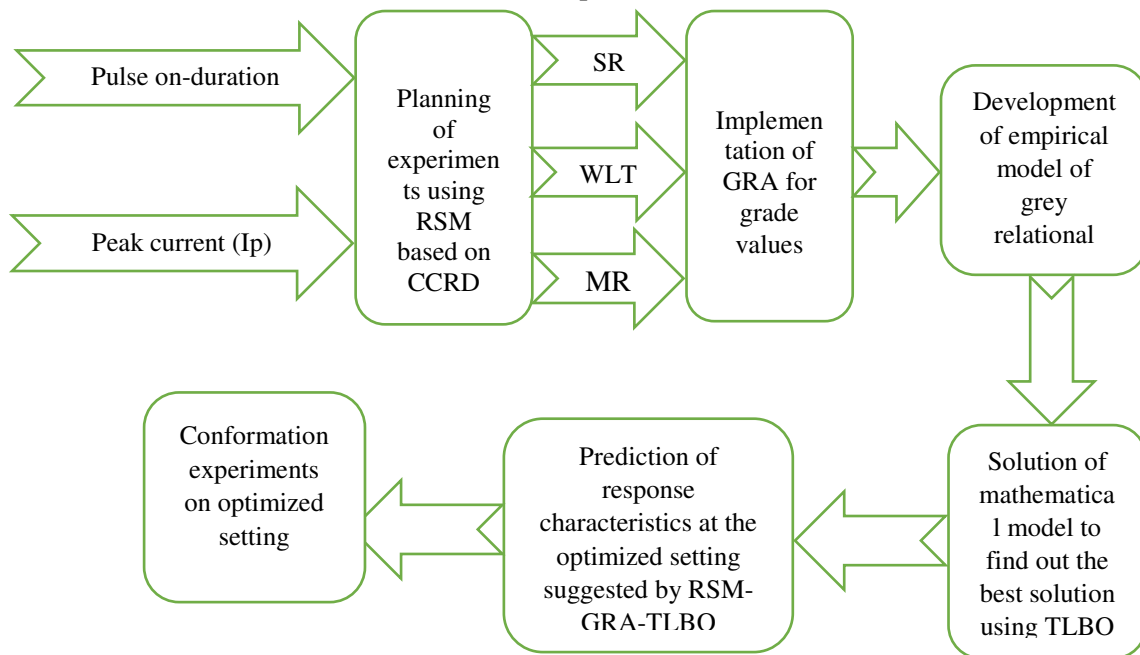 Pulse on-duration
Peak current (Ip)
Planning
of
experimen
ts using
RSM
based on
CCRD
SR
WLT
MR
Implemen
tation of
GRA for
grade
values
Development
of empirical
model of
grey
relational
Solution of
mathematica
l model to
find out the
best solution
using TLBO
Prediction of
response
characteristics at the
optimized setting
suggested by RSM-
GRA-TLBO
Conformation
experiments
on optimized
setting